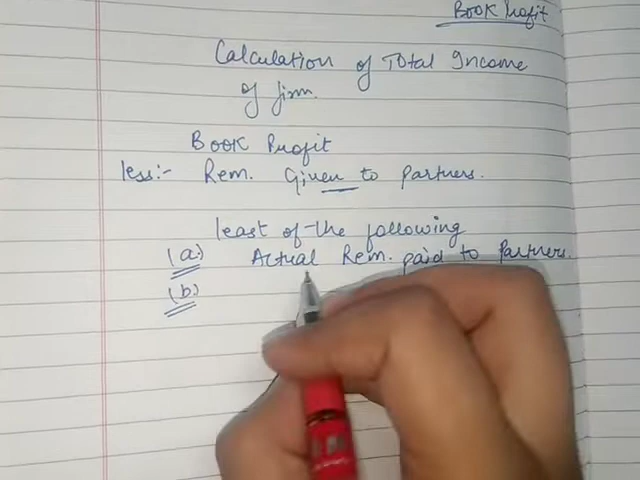 Book Profit
Calculation of Total Income
of firm.
Book Profit
less:- Rem. Given to partners.
least of the following
(a) Actual Rem. paid to Partners.
(b)